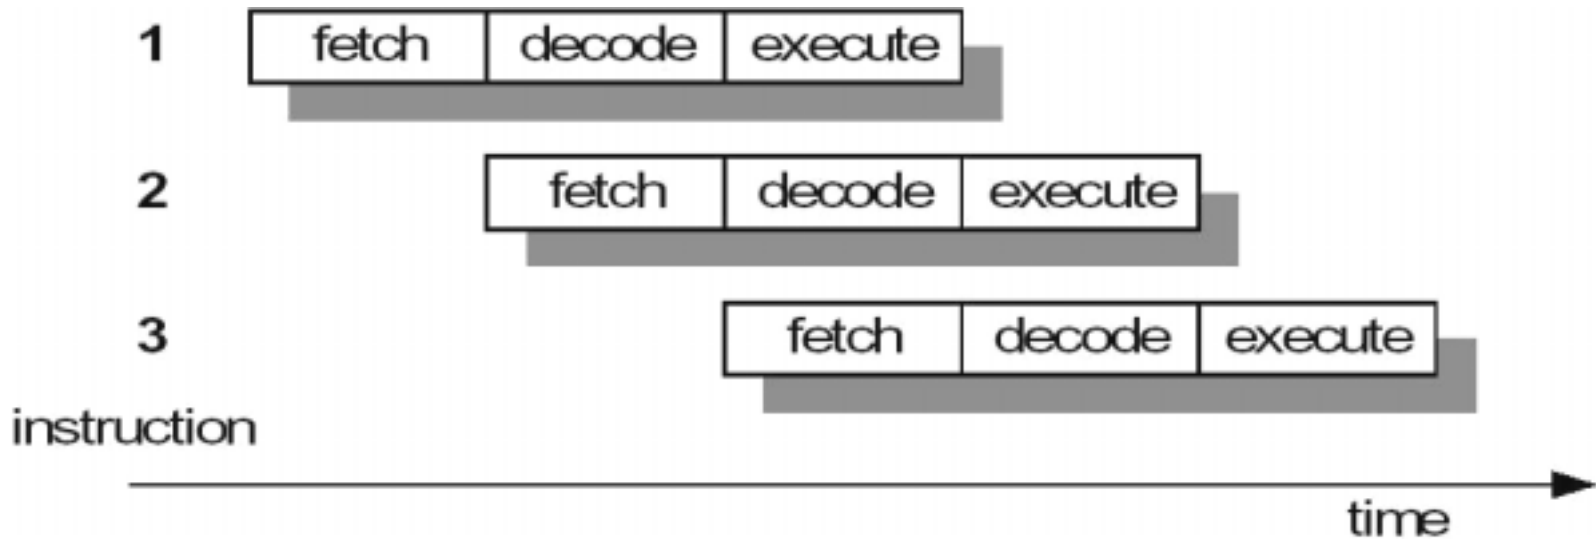 1 fetch decode execute
2 fetch decode execute
3 fetch decode execute
instruction
time